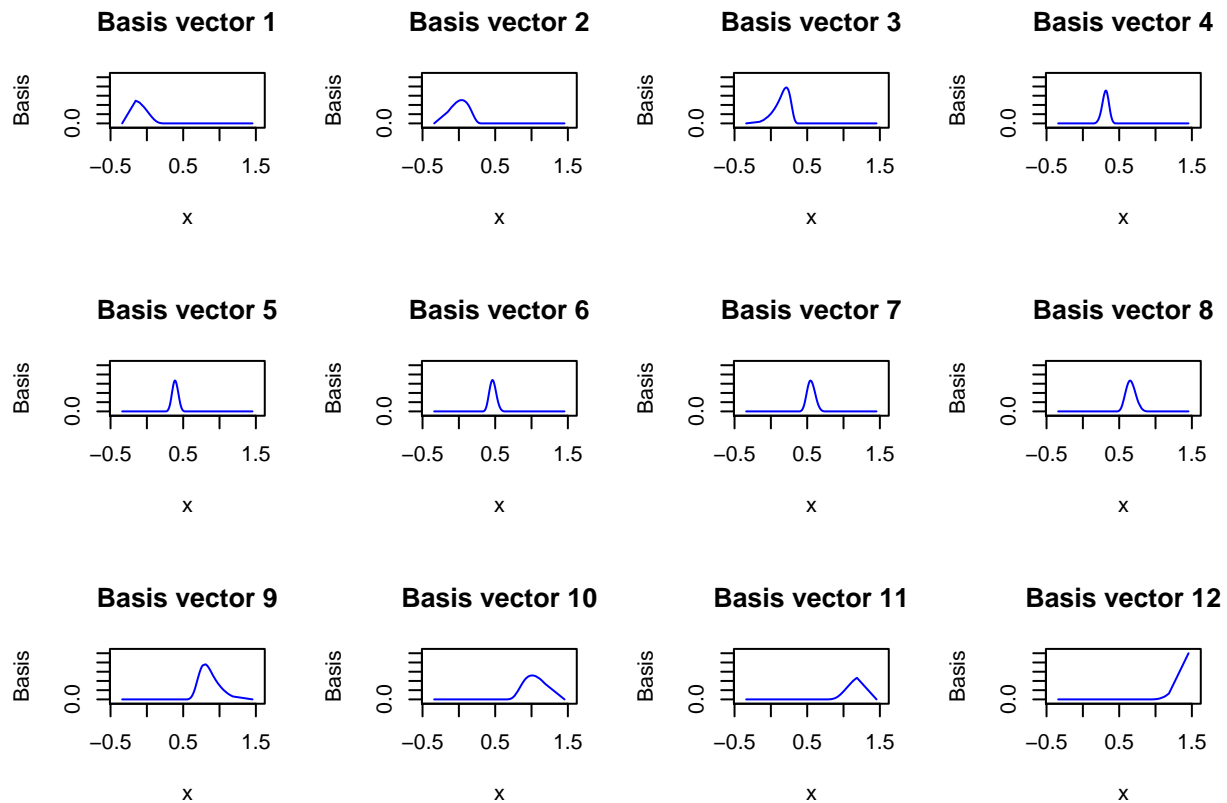 Basis vector 1
Basis
0.0
−0.5 0.5 1.5
x
Basis vector 2
Basis
0.0
−0.5 0.5 1.5
x
Basis vector 3
Basis
0.0
−0.5 0.5 1.5
x
Basis vector 4
Basis
0.0
−0.5 0.5 1.5
x
Basis vector 5
Basis
0.0
−0.5 0.5 1.5
x
Basis vector 6
Basis
0.0
−0.5 0.5 1.5
x
Basis vector 7
Basis
0.0
−0.5 0.5 1.5
x
Basis vector 8
Basis
0.0
−0.5 0.5 1.5
x
Basis vector 9
Basis
0.0
−0.5 0.5 1.5
x
Basis vector 10
Basis
0.0
−0.5 0.5 1.5
x
Basis vector 11
Basis
0.0
−0.5 0.5 1.5
x
Basis vector 12
Basis
0.0
−0.5 0.5 1.5
x